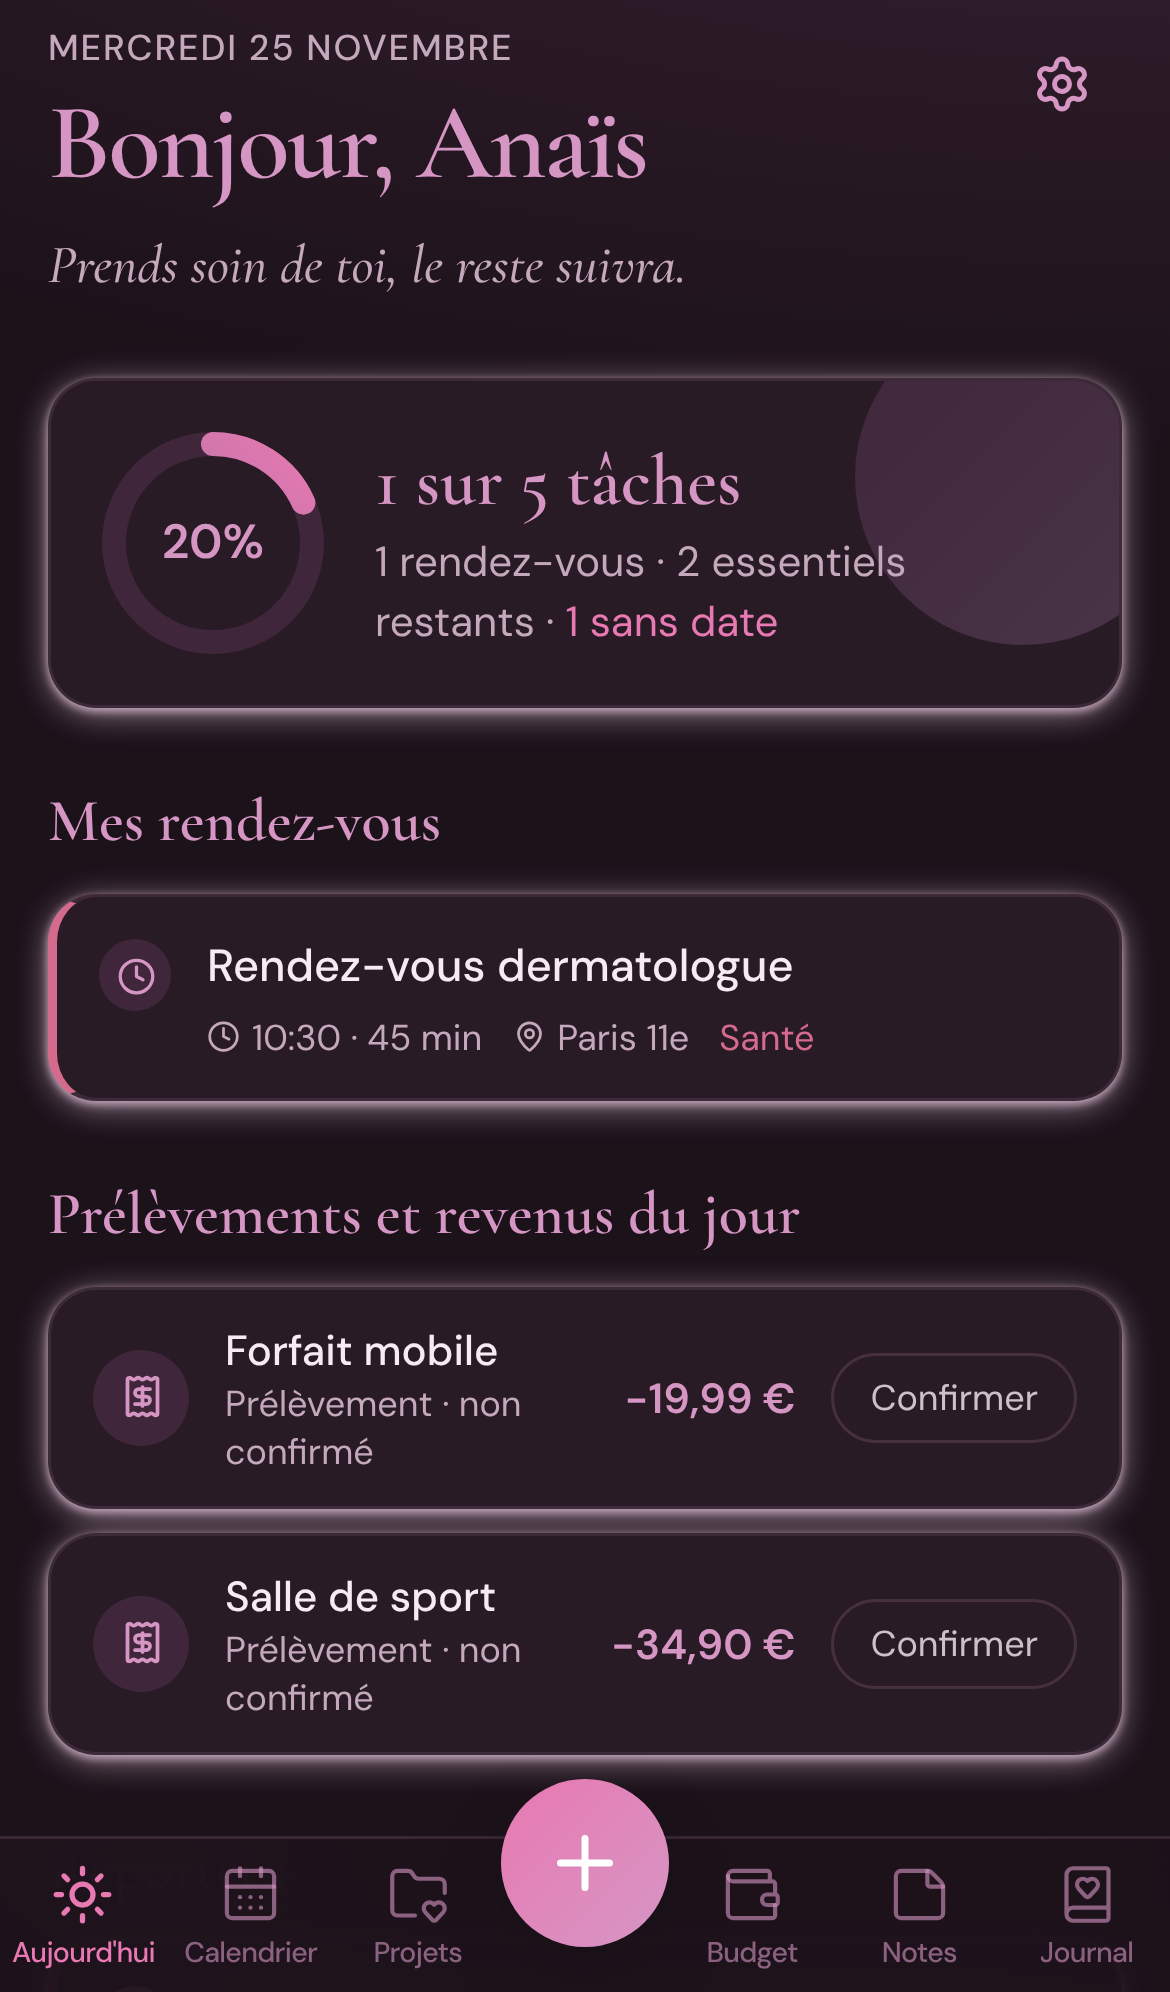 MERCREDI 25 NOVEMBRE
Bonjour, Anaïs
Prends soin de toi, le reste suivra.
20%
1 sur 5 tâches
1 rendez-vous · 2 essentiels
restants · 1 sans date
Mes rendez-vous
Rendez-vous dermatologue
10:30 · 45 min Paris 11e Santé
Prélèvements et revenus du jour
Forfait mobile
Prélèvement · non
confirmé
-19,99 €
Confirmer
Salle de sport
Prélèvement · non
confirmé
-34,90 €
Confirmer
Aujourd'hui
Calendrier
Projets
Budget
Notes
Journal